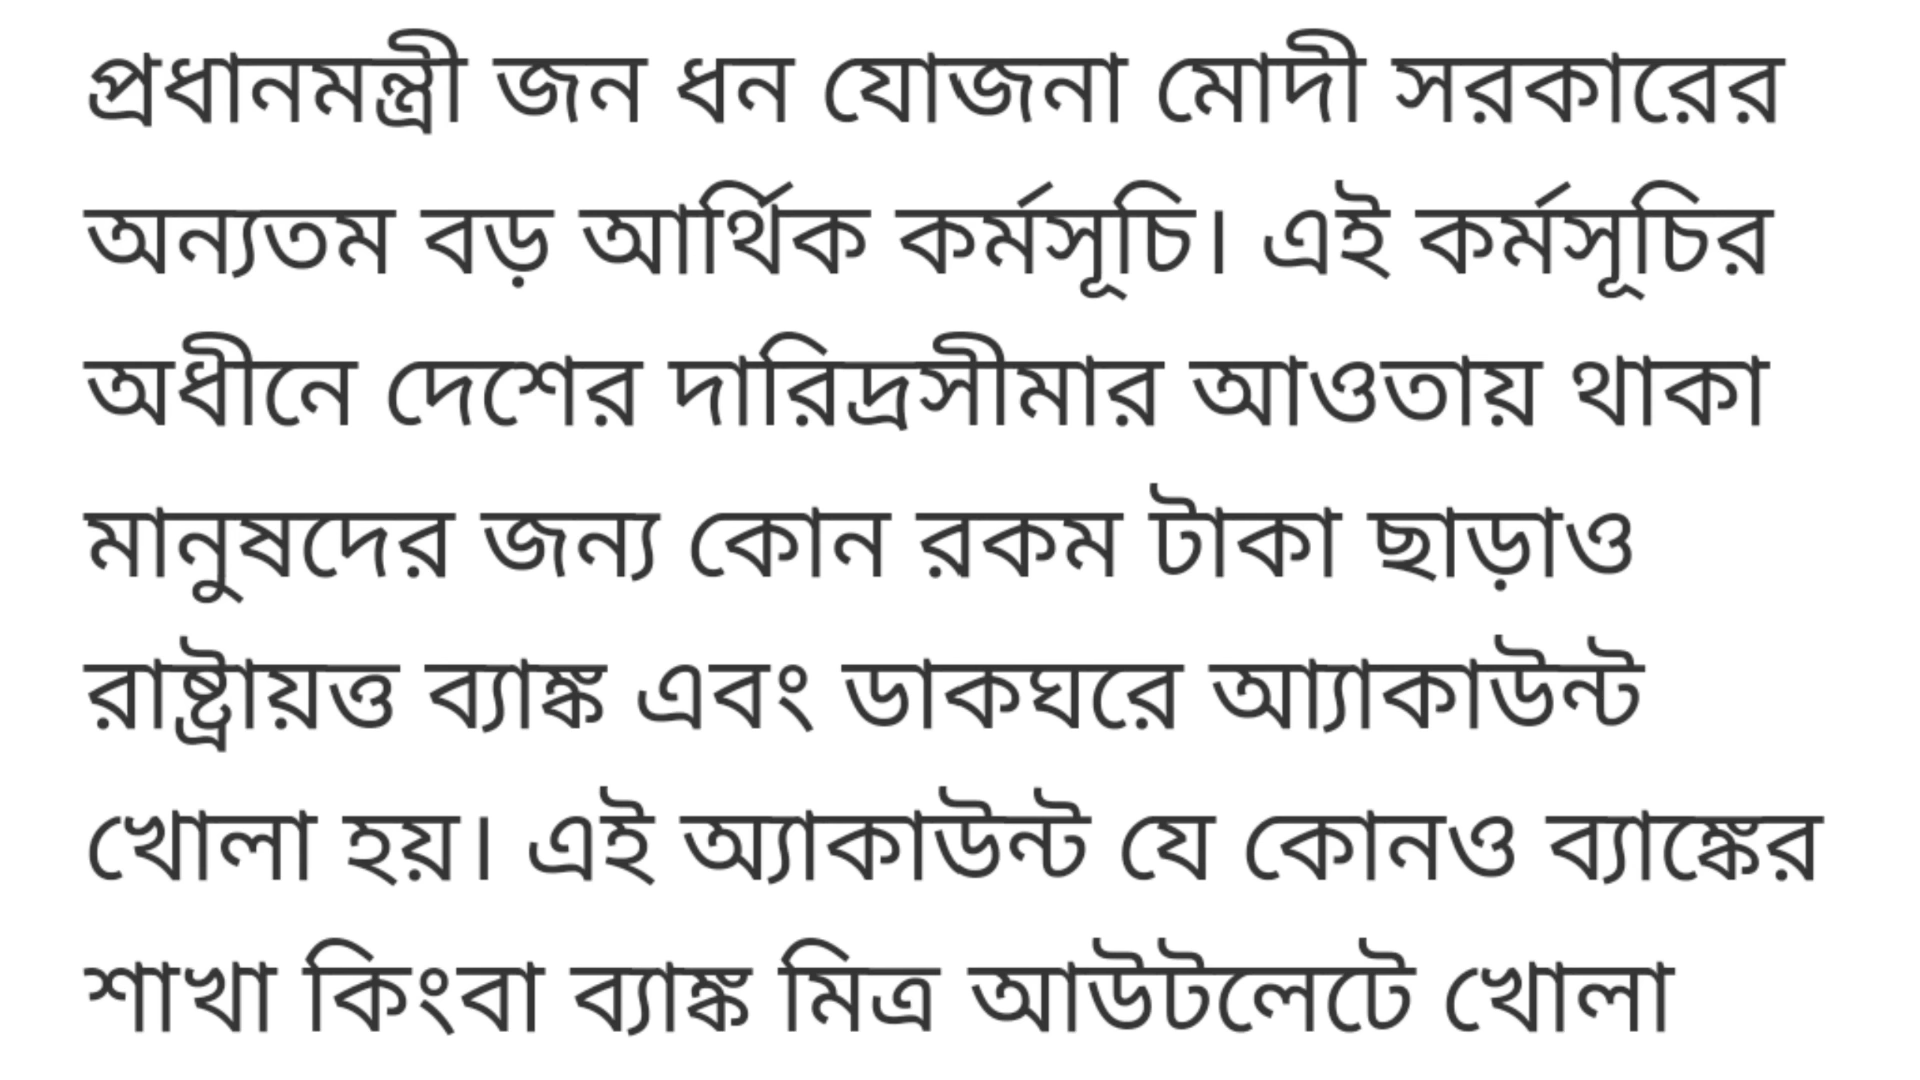 প্রধানমন্ত্রী জন ধন যোজনা মোদী সরকারের
অন্যতম বড় আর্থিক কর্মসূচি। এই কর্মসূচির
অধীনে দেশের দারিদ্রসীমার আওতায় থাকা
মানুষদের জন্য কোন রকম টাকা ছাড়াও
রাষ্ট্রায়ত্ত ব্যাঙ্ক এবং ডাকঘরে আ্যাকাউন্ট
খোলা হয়। এই অ্যাকাউন্ট যে কোনও ব্যাঙ্কের
শাখা কিংবা ব্যাঙ্ক মিত্র আউটলেটে খোলা